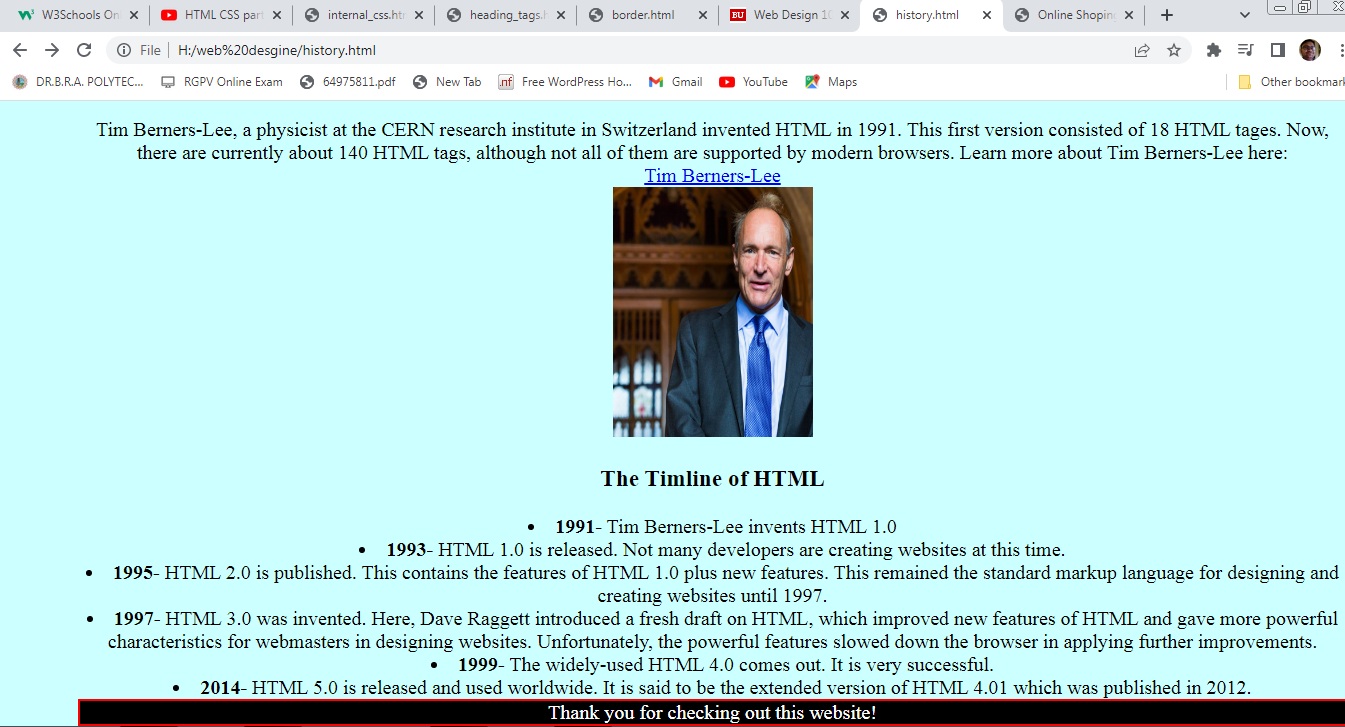 W3Schools On
HTML CSS part
internal_css.htm
heading_tags.h
border.html
BU Web Design 10
history.html
Online Shoping
File H:/web%20desgine/history.html
DR.B.R.A. POLYTEC...
RGPV Online Exam
64975811.pdf
New Tab
nf Free WordPress Ho...
Gmail
YouTube
Maps
Other bookmar
Tim Berners-Lee, a physicist at the CERN research institute in Switzerland invented HTML in 1991. This first version consisted of 18 HTML tages. Now,
there are currently about 140 HTML tags, although not all of them are supported by modern browsers. Learn more about Tim Berners-Lee here:
Tim Berners-Lee
The Timline of HTML
• 1991- Tim Berners-Lee invents HTML 1.0
• 1993- HTML 1.0 is released. Not many developers are creating websites at this time.
• 1995- HTML 2.0 is published. This contains the features of HTML 1.0 plus new features. This remained the standard markup language for designing and
creating websites until 1997.
• 1997- HTML 3.0 was invented. Here, Dave Raggett introduced a fresh draft on HTML, which improved new features of HTML and gave more powerful
characteristics for webmasters in designing websites. Unfortunately, the powerful features slowed down the browser in applying further improvements.
• 1999- The widely-used HTML 4.0 comes out. It is very successful.
• 2014- HTML 5.0 is released and used worldwide. It is said to be the extended version of HTML 4.01 which was published in 2012.
Thank you for checking out this website!